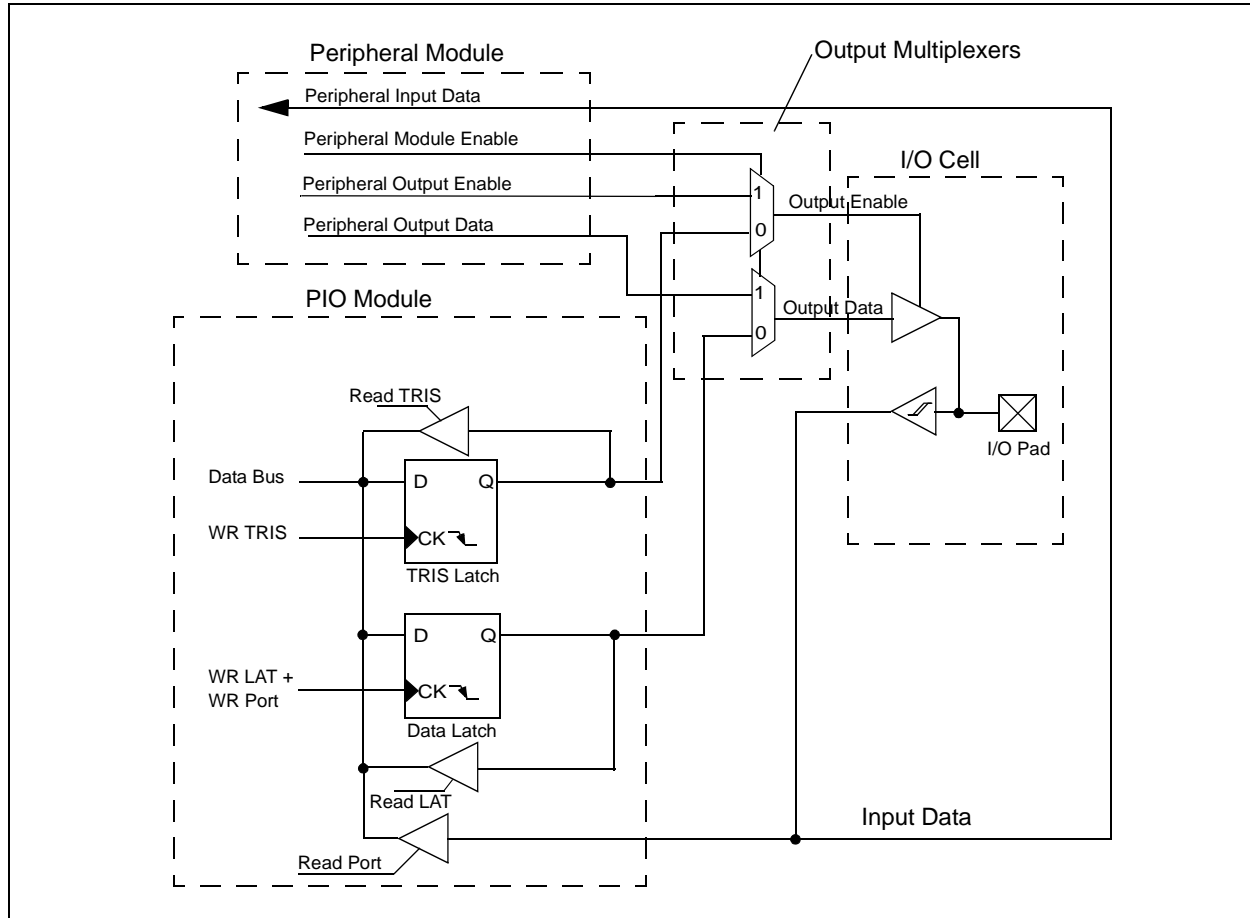 Peripheral Module
Output Multiplexers
Peripheral Input Data
Peripheral Module Enable
I/O Cell
Peripheral Output Enable
1
Output Enable
Peripheral Output Data
0
PIO Module
1
Output Data
0
Read TRIS
I/O Pad
Data Bus
D
Q
WR TRIS
CK
TRIS Latch
D
Q
WR LAT +
WR Port
CK
Data Latch
Read LAT
Input Data
Read Port